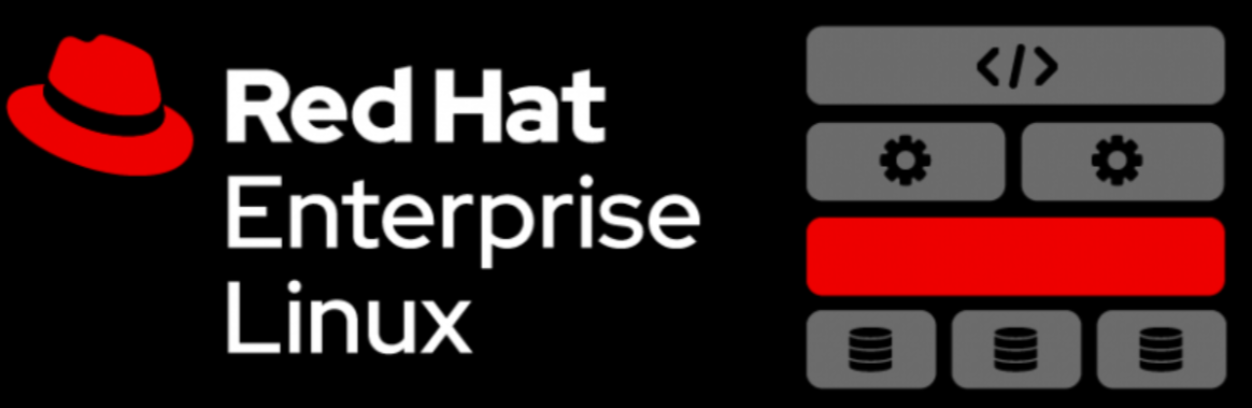 Red Hat
Enterprise
Linux
</>